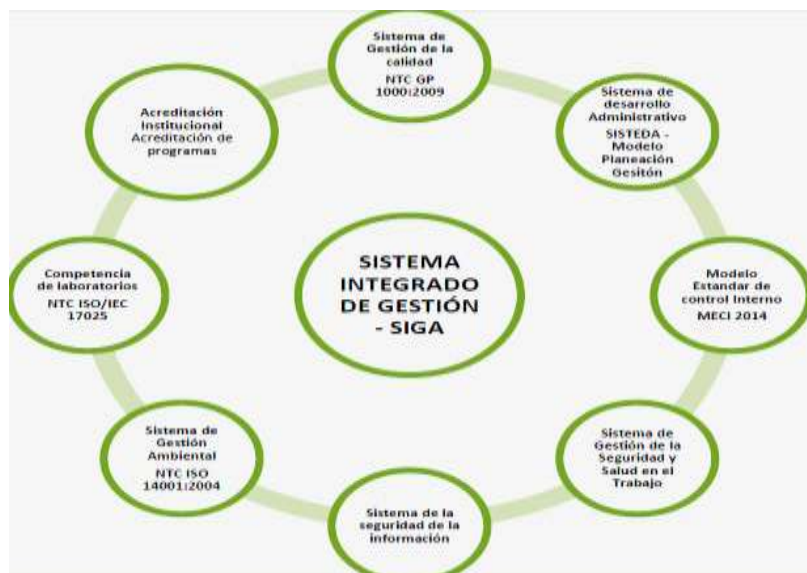 Sistema de
Gestión de la
calidad
NTC GP
1000:2009
Sistema de
desarrollo
Administrativo
SISTEDA -
Modelo
Planeación
Gesitón
Modelo
Estandar de
control Interno
MECI 2014
Sistema de
Gestión de la
Seguridad y
Salud en el
Trabajo
Sistema de la
seguridad de la
información
Sistema de
Gestión
Ambiental
NTC ISO
14001:2004
Competencia
de laboratorios
NTC ISO/IEC
17025
Acreditación
Institucional
Acreditación de
programas
SISTEMA
INTEGRADO
DE GESTIÓN
- SIGA